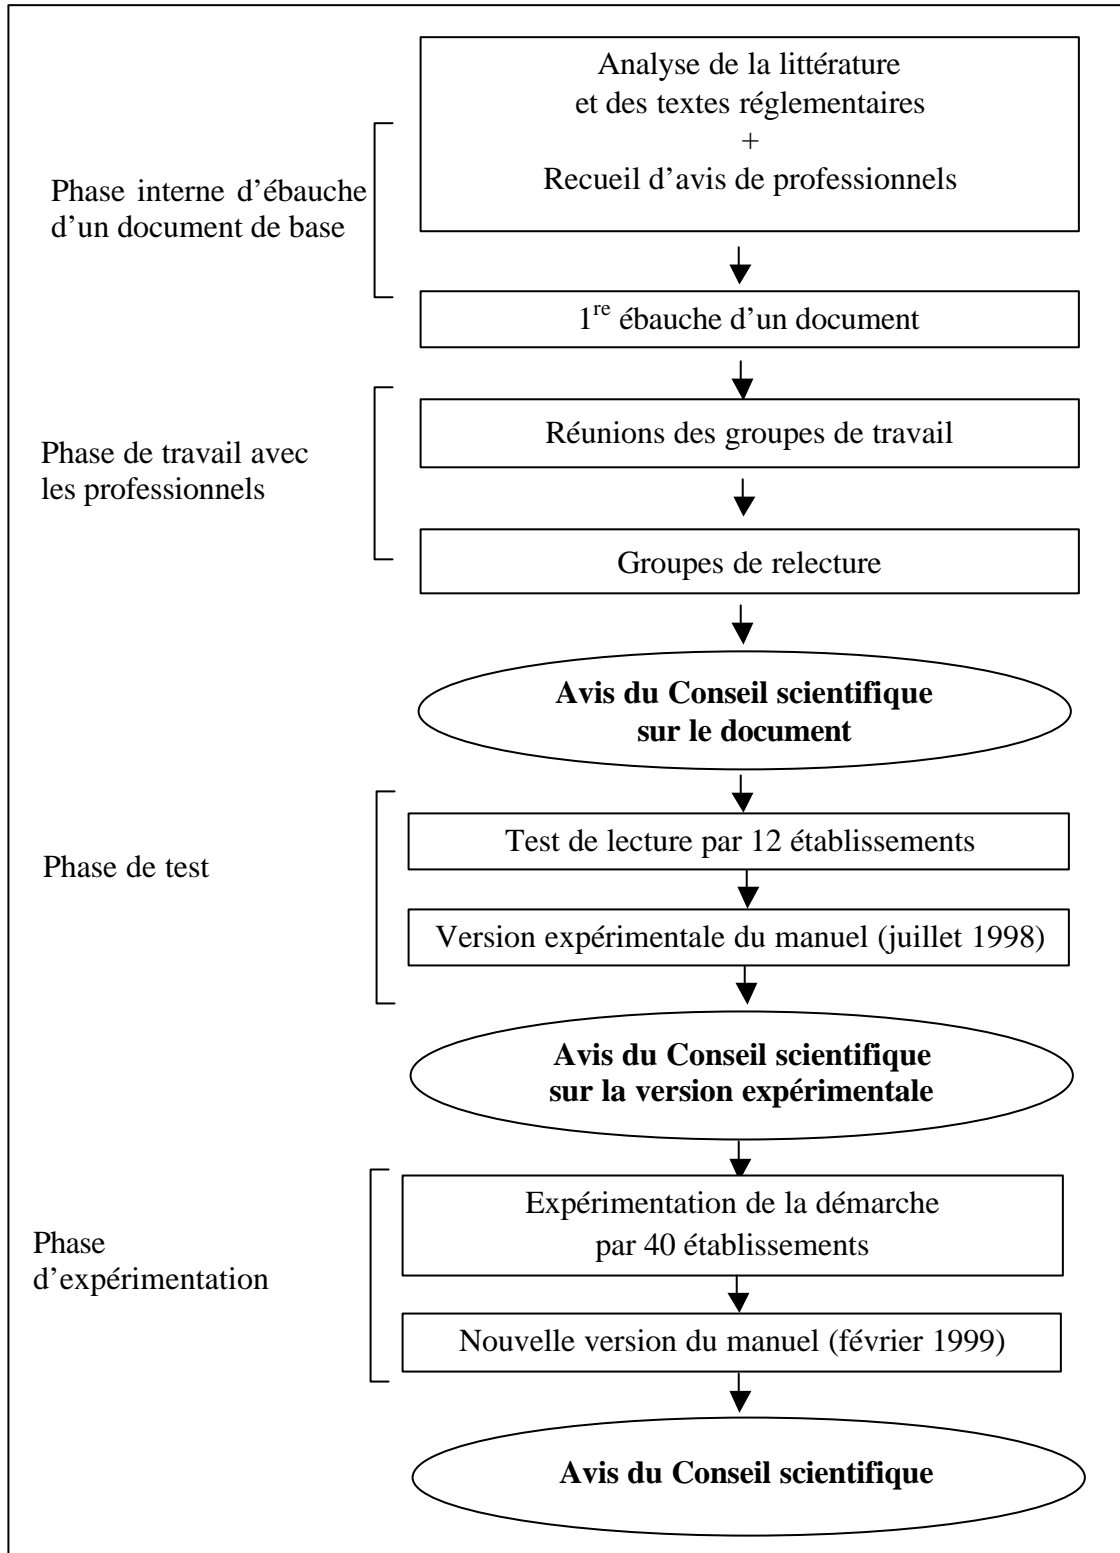 Analyse de la littérature
et des textes réglementaires
+
Recueil d’avis de professionnels
Phase interne d’ébauche
d’un document de base
1re ébauche d’un document
Réunions des groupes de travail
Phase de travail avec
les professionnels
Groupes de relecture
Avis du Conseil scientifique
sur le document
Test de lecture par 12 établissements
Phase de test
Version expérimentale du manuel (juillet 1998)
Avis du Conseil scientifique
sur la version expérimentale
Expérimentation de la démarche
par 40 établissements
Phase
d’expérimentation
Nouvelle version du manuel (février 1999)
Avis du Conseil scientifique